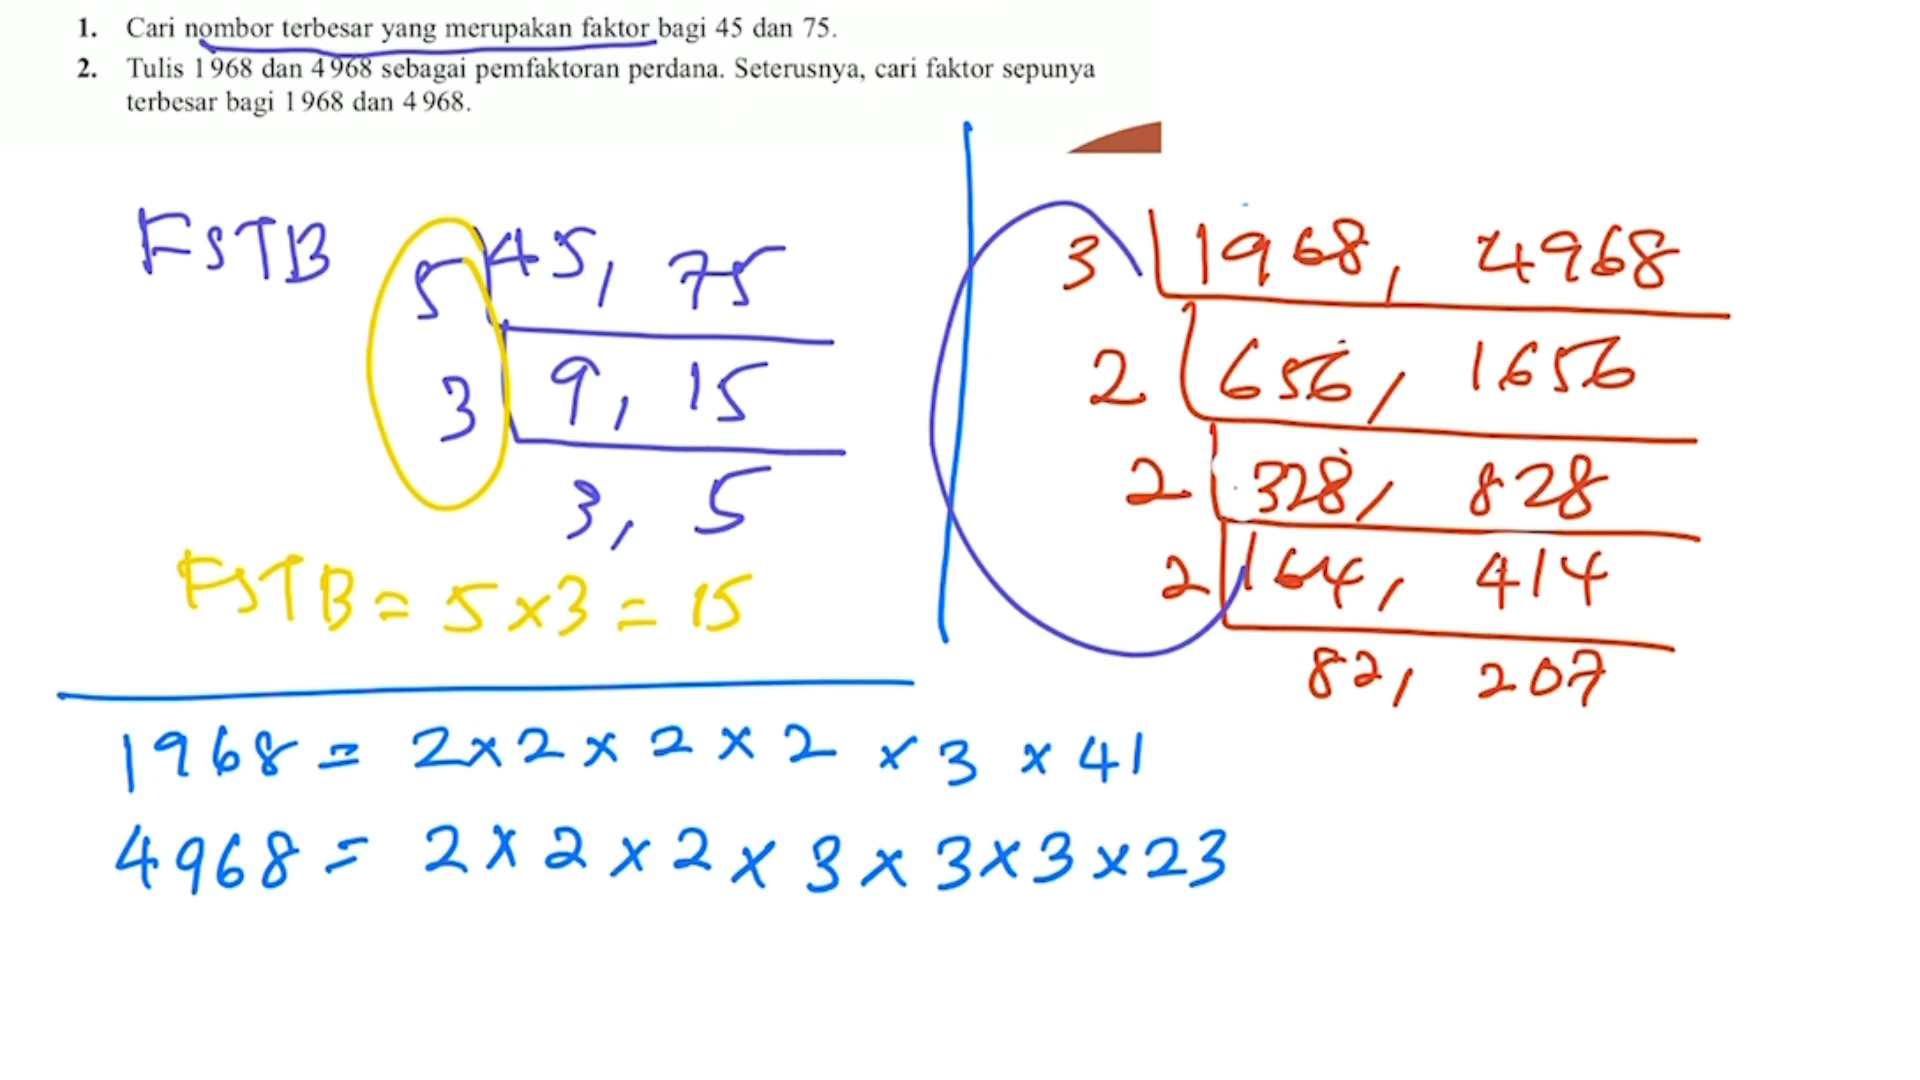 1. Cari nombor terbesar yang merupakan faktor bagi 45 dan 75.
2. Tulis 1 968 dan 4 968 sebagai pemfaktoran perdana. Seterusnya, cari faktor sepunya
terbesar bagi 1 968 dan 4 968.
FSTB
5 45, 75
3 9, 15
3, 5
FSTB = 5 × 3 = 15
3 1968, 4968
2 656, 1656
2 328, 828
2 164, 414
82, 207
1968 = 2 × 2 × 2 × 2 × 3 × 41
4968 = 2 × 2 × 2 × 3 × 3 × 3 × 23